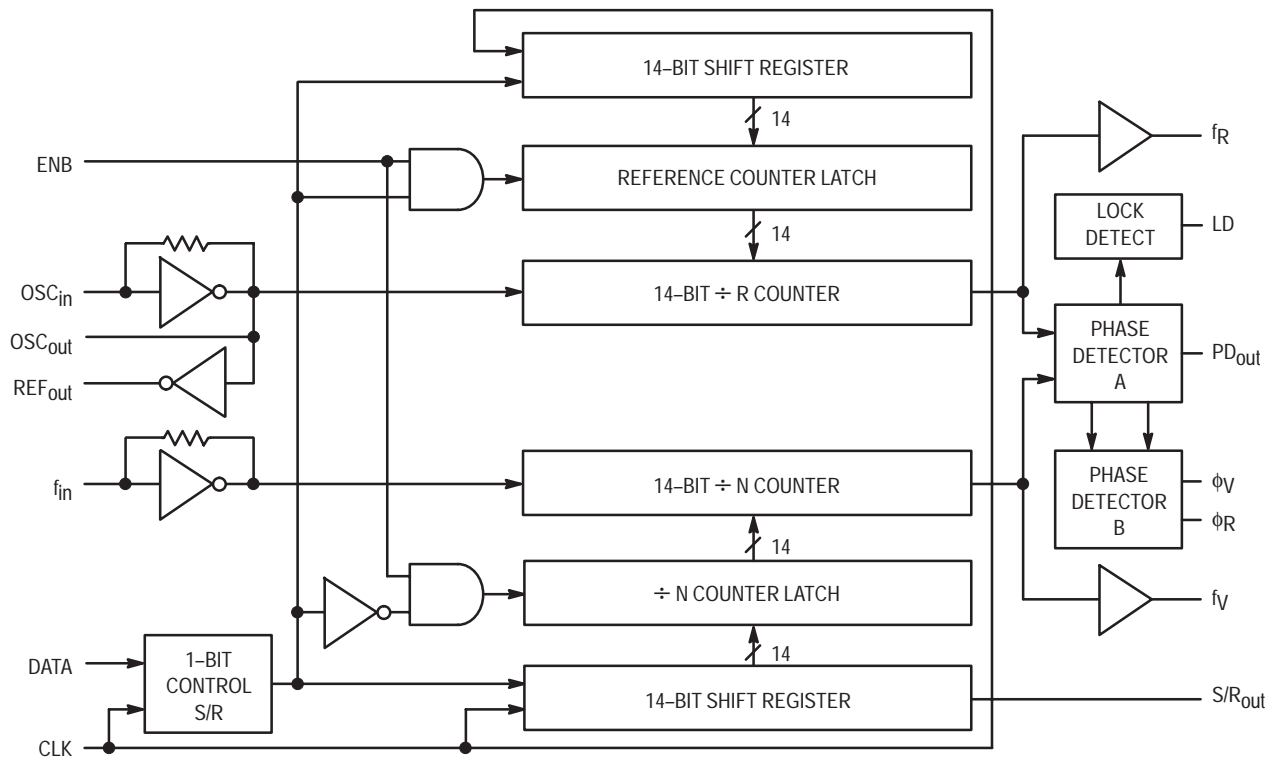 14–BIT SHIFT REGISTER
14
fR
ENB
REFERENCE COUNTER LATCH
LOCK
DETECT
LD
14
OSCin
14–BIT ÷ R COUNTER
OSCout
PHASE
DETECTOR
A
PDout
REFout
fin
14–BIT ÷ N COUNTER
PHASE
DETECTOR
B
ϕV
ϕR
14
÷ N COUNTER LATCH
fV
14
DATA
1–BIT
CONTROL
S/R
14–BIT SHIFT REGISTER
S/Rout
CLK